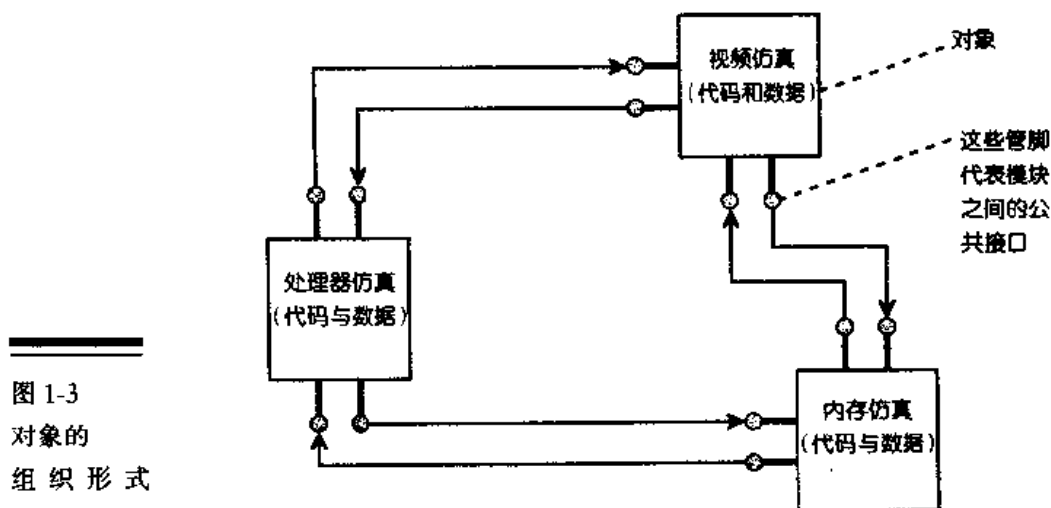 视频仿真
(代码和数据)
对象
这些管脚
代表模块
之间的公
共接口
处理器仿真
(代码与数据)
图 1-3
对象的
组织形式
内存仿真
(代码与数据)